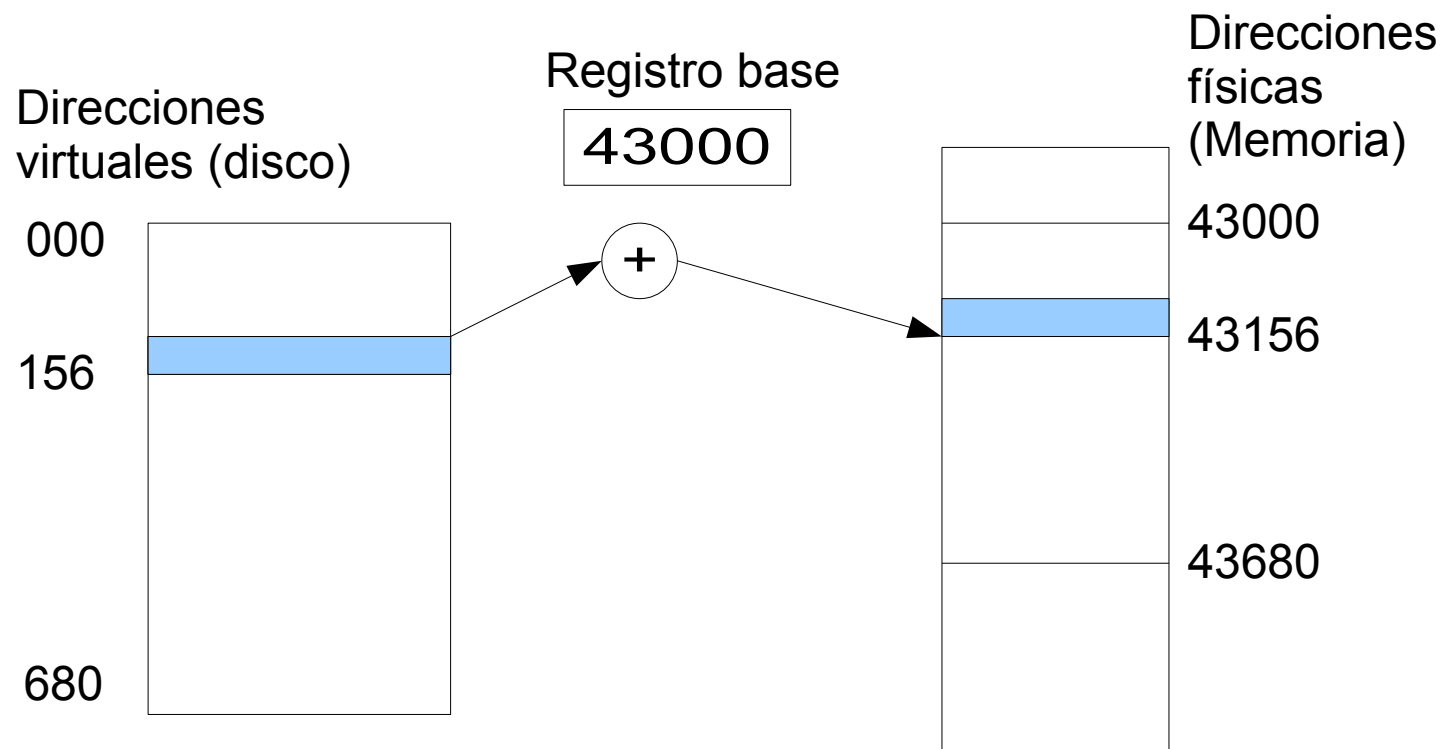 Direcciones
virtuales (disco)
000
156
680
Registro base
43000
+
Direcciones
físicas
(Memoria)
43000
43156
43680